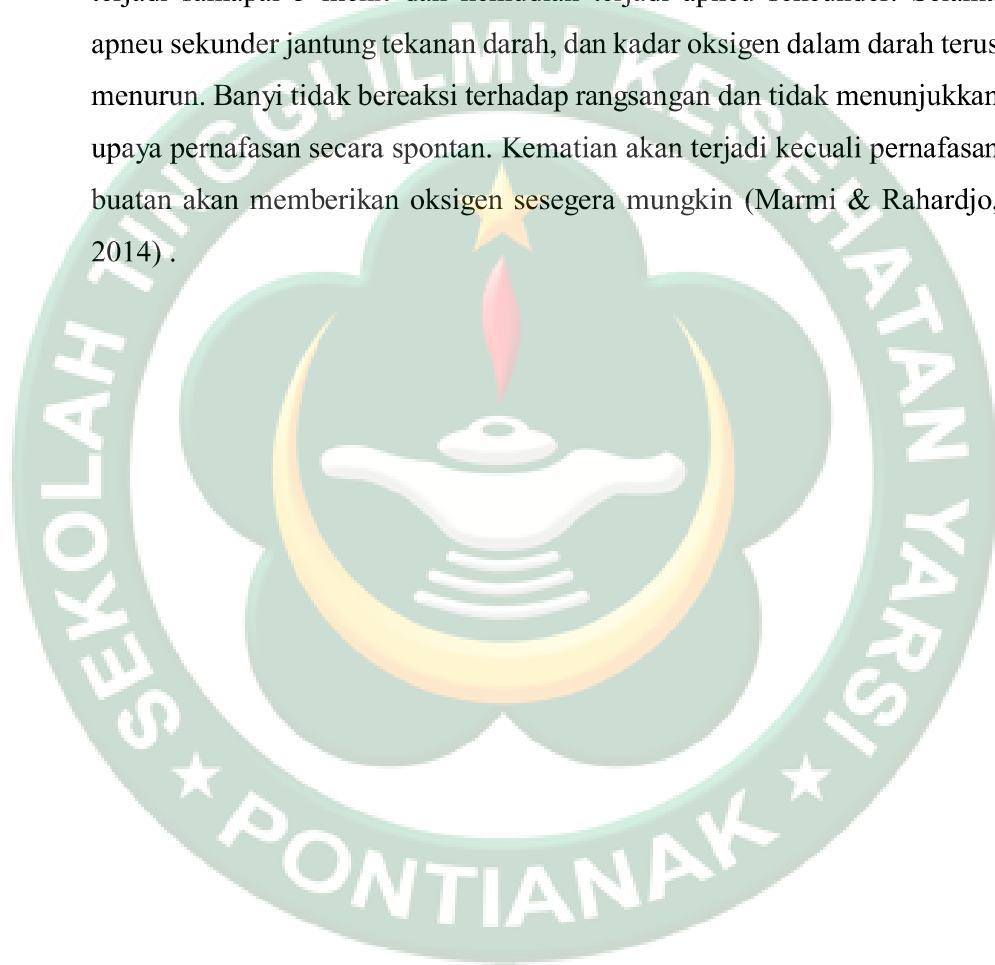 apneu sekunder jantung tekanan darah, dan kadar oksigen dalam darah terus
menurun. Banyi tidak bereaksi terhadap rangsangan dan tidak menunjukkan
upaya pernafasan secara spontan. Kematian akan terjadi kecuali pernafasan
buatan akan memberikan oksigen sesegera mungkin (Marmi & Rahardjo,
2014) .
SEKOLAH TINGGI ILMU KESEHATAN YARSI
PONTIANAK